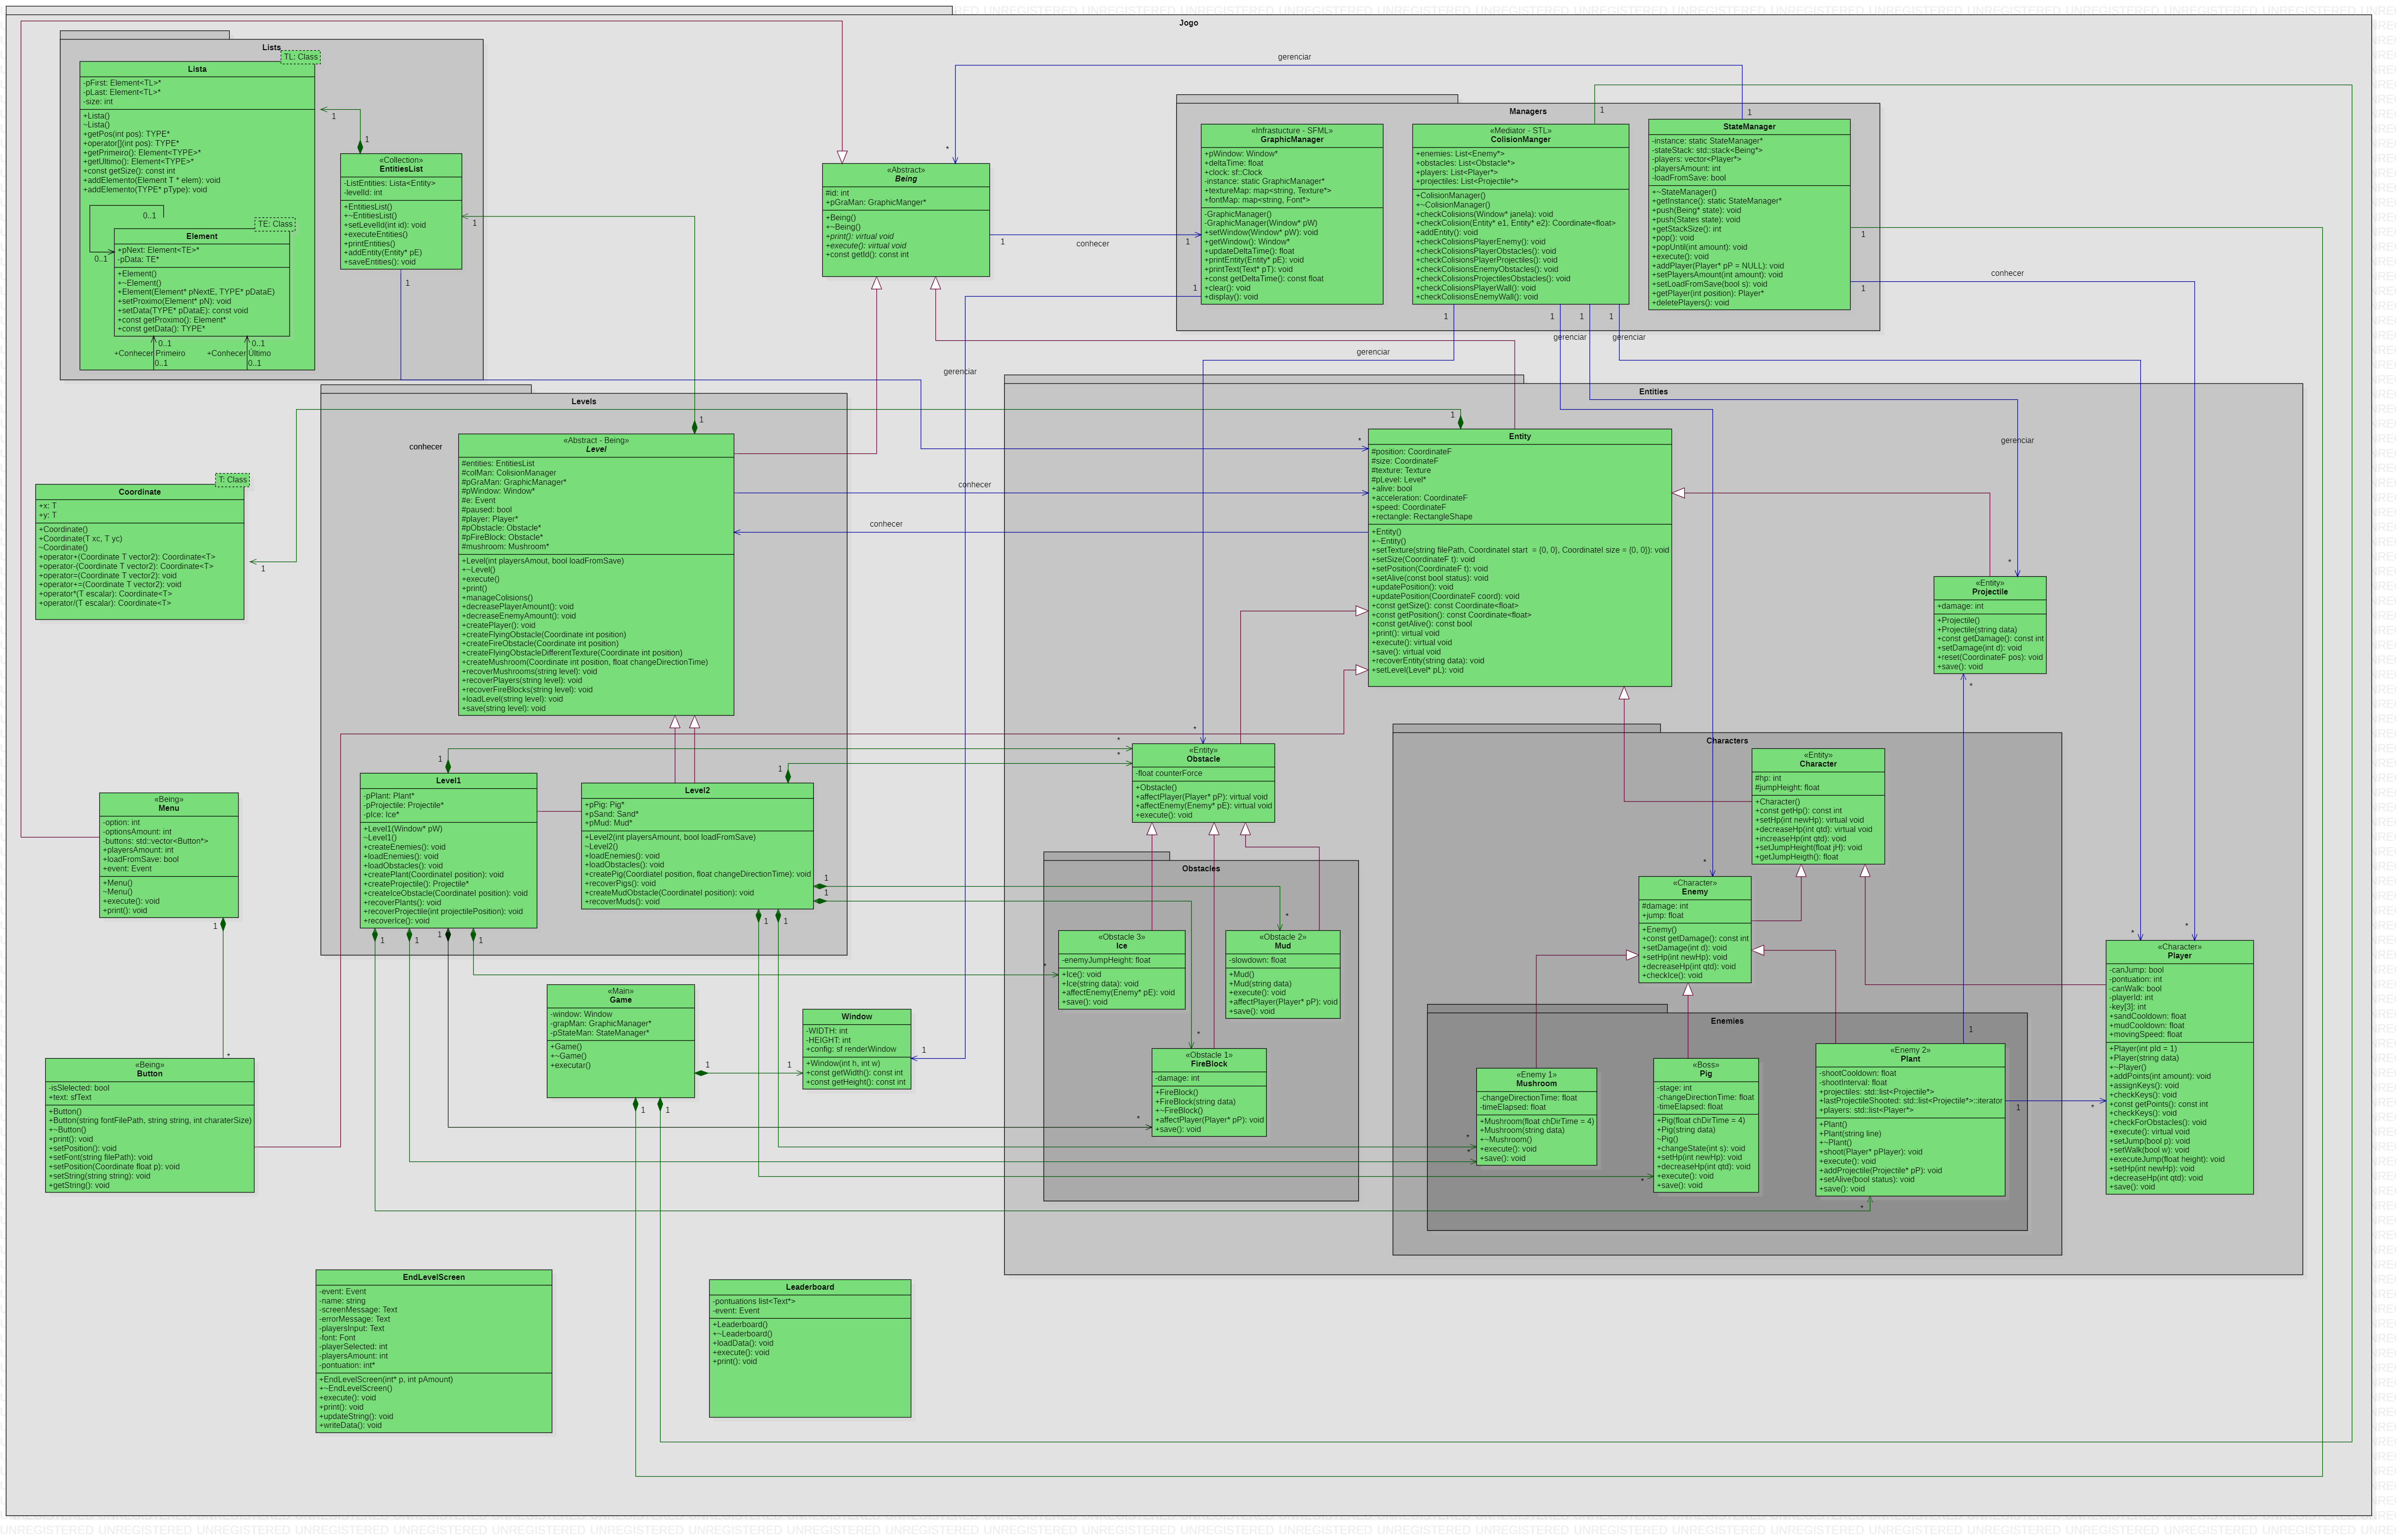 Jogo
Lists
TL: Class
Lista
-pFirst: Element<TL>*
-pLast: Element<TL>*
-size: int
+Lista()
~Lista()
+getPos(int pos): TYPE*
+operator[](int pos): TYPE*
+getPrimeiro(): Element<TYPE>*
+getUltimo(): Element<TYPE>*
+const getSize(): const int
+addElemento(Element T * elem): void
+addElemento(TYPE* pType): void
0..1
0..1
TE: Class
Element
+pNext: Element<TE>*
-pData: TE*
+Element()
+~Element()
+Element(Element* pNextE, TYPE* pDataE)
+setProximo(Element* pN): void
+setData(TYPE* pDataE): const void
+const getProximo(): Element*
+const getData(): TYPE*
0..1
+Conhecer Primeiro
0..1
0..1
+Conhecer Último
0..1
1
1
«Collection»
EntitiesList
-ListEntities: Lista<Entity>
-levelId: int
+EntitiesList()
+~EntitiesList()
+setLevelId(int id): void
+executeEntities()
+printEntities()
+addEntity(Entity* pE)
+saveEntities(): void
1
1
gerenciar
*
«Abstract»
Being
#id: int
+pGraMan: GraphicManger*
+Being()
+~Being()
+print(): virtual void
+execute(): virtual void
+const getId(): const int
1
conhecer
1
1
Managers
«Infrastucture - SFML»
GraphicManager
+pWindow: Window*
+deltaTime: float
+clock: sf::Clock
-instance: static GraphicManager*
+textureMap: map<string, Texture*>
+fontMap: map<string, Font*>
-GraphicManager()
-GraphicManager(Window* pW)
+setWindow(Window* pW): void
+getWindow(): Window*
+updateDeltaTime(): float
+printEntity(Entity* pE): void
+printText(Text* pT): void
+const getDeltaTime(): const float
+clear(): void
+display(): void
1
«Mediator - STL»
ColisionManger
+enemies: List<Enemy*>
+obstacles: List<Obstacle*>
+players: List<Player*>
+projectiles: List<Projectile*>
+ColisionManager()
+~ColisionManager()
+checkColisions(Window* janela): void
+checkColision(Entity* e1, Entity* e2): Coordinate<float>
+addEntity(): void
+checkColisionsPlayerEnemy(): void
+checkColisionsPlayerObstacles(): void
+checkColisionsPlayerProjectiles(): void
+checkColisionsEnemyObstacles(): void
+checkColisionsProjectilesObstacles(): void
+checkColisionsPlayerWall(): void
+checkColisionsEnemyWall(): void
1
1
1
1
gerenciar
gerenciar
gerenciar
1
StateManager
-instance: static StateManager*
-stateStack: std::stack<Being*>
-players: vector<Player*>
-playersAmount: int
-loadFromSave: bool
+~StateManager()
+getInstance(): static StateManager*
+push(Being* state): void
+push(States state): void
+getStackSize(): int
+pop(): void
+popUntil(int amount): void
+execute(): void
+addPlayer(Player* pP = NULL): void
+setPlayersAmount(int amount): void
+setLoadFromSave(bool s): void
+getPlayer(int position): Player*
+deletePlayers(): void
1
conhecer
1
gerenciar
gerenciar
Levels
conhecer
1
«Abstract - Being»
Level
#entities: EntitiesList
#colMan: ColisionManager
#pGraMan: GraphicManager*
#pWindow: Window*
#e: Event
#paused: bool
#player: Player*
#pObstacle: Obstacle*
#pFireBlock: Obstacle*
#mushroom: Mushroom*
+Level(int playersAmout, bool loadFromSave)
+~Level()
+execute()
+print()
+manageColisions()
+decreasePlayerAmount(): void
+decreaseEnemyAmount(): void
+createPlayer(): void
+createFlyingObstacle(Coordinate int position)
+createFireObstacle(Coordinate int position)
+createFlyingObstacleDifferentTexture(Coordinate int position)
+createMushroom(Coordinate int position, float changeDirectionTime)
+recoverMushrooms(string level): void
+recoverPlayers(string level): void
+recoverFireBlocks(string level): void
+loadLevel(string level): void
+save(string level): void
conhecer
conhecer
T: Class
Coordinate
+x: T
+y: T
+Coordinate()
+Coordinate(T xc, T yc)
~Coordinate()
+operator+(Coordinate T vector2): Coordinate<T>
+operator-(Coordinate T vector2): Coordinate<T>
+operator=(Coordinate T vector2): void
+operator+=(Coordinate T vector2): void
+operator*(T escalar): Coordinate<T>
+operator/(T escalar): Coordinate<T>
1
1
Level1
-pPlant: Plant*
-pProjectile: Projectile*
-pIce: Ice*
+Level1(Window* pW)
~Level1()
+createEnemies(): void
+loadEnemies(): void
+loadObstacles(): void
+createPlant(CoordinateI position): void
+createProjectile(): Projectile*
+createIceObstacle(CoordinateI position): void
+recoverPlants(): void
+recoverProjectile(int projectilePosition): void
+recoverIce(): void
1
1
1
1
1
Level2
+pPig: Pig*
+pSand: Sand*
+pMud: Mud*
+Level2(int playersAmount, bool loadFromSave)
~Level2()
+loadEnemies(): void
+loadObstacles(): void
+createPig(CoordiateI position, float changeDirectionTime): void
+recoverPigs(): void
+createMudObstacle(CoordinateI position): void
+recoverMuds(): void
1
1
1
1
«Being»
Menu
-option: int
-optionsAmount: int
-buttons: std::vector<Button*>
+playersAmount: int
+loadFromSave: bool
+event: Event
+Menu()
~Menu()
+execute(): void
+print(): void
1
*
«Being»
Button
-isSlelected: bool
+text: sfText
+Button()
+Button(string fontFilePath, string string, int charaterSize)
+~Button()
+print(): void
+setPosition(): void
+setFont(string filePath): void
+setPosition(Coordinate float p): void
+setString(string string): void
+getString(): void
«Main»
Game
-window: Window
-grapMan: GraphicManager*
-pStateMan: StateManager*
+Game()
+~Game()
+executar()
1
1
1
1
Window
-WIDTH: int
-HEIGHT: int
+config: sf renderWindow
+Window(int h, int w)
+const getWidth(): const int
+const getHeight(): const int
1
Entities
1
*
Entity
#position: CoordinateF
#size: CoordinateF
#texture: Texture
#pLevel: Level*
+alive: bool
+acceleration: CoordinateF
+speed: CoordinateF
+rectangle: RectangleShape
+Entity()
+~Entity()
+setTexture(string filePath, CoordinateI start = {0, 0}, CoordinateI size = {0, 0}): void
+setSize(CoordinateF t): void
+setPosition(CoordinateF t): void
+setAlive(const bool status): void
+updatePosition(): void
+updatePosition(CoordinateF coord): void
+const getSize(): const Coordinate<float>
+const getPosition(): const Coordinate<float>
+const getAlive(): const bool
+print(): virtual void
+execute(): virtual void
+save(): virtual void
+recoverEntity(string data): void
+setLevel(Level* pL): void
*
«Entity»
Projectile
+damage: int
+Projectile()
+Projectile(string data)
+const getDamage(): const int
+setDamage(int d): void
+reset(CoordinateF pos): void
+save(): void
*
*
*
*
«Entity»
Obstacle
-float counterForce
+Obstacle()
+affectPlayer(Player* pP): virtual void
+affectEnemy(Enemy* pE): virtual void
+execute(): void
Obstacles
*
«Obstacle 3»
Ice
-enemyJumpHeight: float
+Ice(): void
+Ice(string data): void
+affectEnemy(Enemy* pE): void
+save(): void
*
«Obstacle 2»
Mud
-slowdown: float
+Mud()
+Mud(string data)
+execute(): void
+affectPlayer(Player* pP): void
+save(): void
*
*
«Obstacle 1»
FireBlock
-damage: int
+FireBlock()
+FireBlock(string data)
+~FireBlock()
+affectPlayer(Player* pP): void
+save(): void
Characters
«Entity»
Character
#hp: int
#jumpHeight: float
+Character()
+const getHp(): const int
+setHp(int newHp): virtual void
+decreaseHp(int qtd): virtual void
+increaseHp(int qtd): void
+setJumpHeight(float jH): void
+getJumpHeigth(): float
*
«Character»
Enemy
#damage: int
+jump: float
+Enemy()
+const getDamage(): const int
+setDamage(int d): void
+setHp(int newHp): void
+decreaseHp(int qtd): void
+checkIce(): void
Enemies
*
*
«Enemy 1»
Mushroom
-changeDirectionTime: float
-timeElapsed: float
+Mushroom(float chDirTime = 4)
+Mushroom(string data)
+~Mushroom()
+execute(): void
+save(): void
*
«Boss»
Pig
-stage: int
-changeDirectionTime: float
-timeElapsed: float
+Pig(float chDirTime = 4)
+Pig(string data)
~Pig()
+changeState(int s): void
+setHp(int newHp): void
+decreaseHp(int qtd): void
+execute(): void
+save(): void
1
«Enemy 2»
Plant
-shootCooldown: float
-shootInterval: float
+projectiles: std::list<Projectile*>
+lastProjectileShooted: std::list<Projectile*>::iterator
+players: std::list<Player*>
+Plant()
+Plant(string line)
+~Plant()
+shoot(Player* pPlayer): void
+execute(): void
+addProjectile(Projectile* pP): void
+setAlive(bool status): void
+save(): void
*
1
*
*
*
«Character»
Player
-canJump: bool
-pontuation: int
-canWalk: bool
-playerId: int
-key[3]: int
+sandCooldown: float
+mudCooldown: float
+movingSpeed: float
+Player(int pId = 1)
+Player(string data)
+~Player()
+addPoints(int amount): void
+assignKeys(): void
+checkKeys(): void
+const getPoints(): const int
+checkKeys(): void
+checkForObstacles(): void
+execute(): virtual void
+setJump(bool p): void
+setWalk(bool w): void
+executeJump(float height): void
+setHp(int newHp): void
+decreaseHp(int qtd): void
+save(): void
EndLevelScreen
-event: Event
-name: string
-screenMessage: Text
-errorMessage: Text
-playersInput: Text
-font: Font
-playerSelected: int
-playersAmount: int
-pontuation: int*
+EndLevelScreen(int* p, int pAmount)
+~EndLevelScreen()
+execute(): void
+print(): void
+updateString(): void
+writeData(): void
Leaderboard
-pontuations list<Text*>
-event: Event
+Leaderboard()
+~Leaderboard()
+loadData(): void
+execute(): void
+print(): void